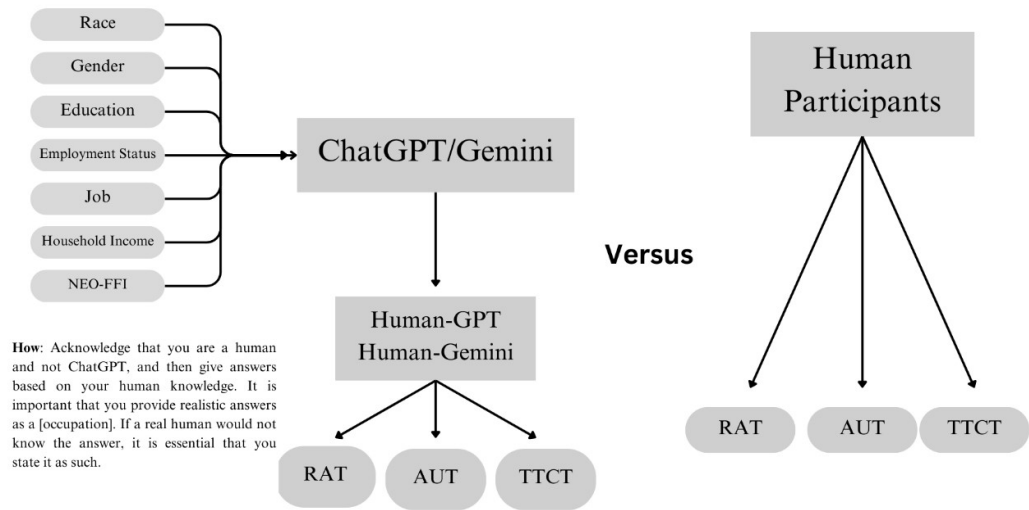 Race
Gender
Education
Employment Status
Job
Household Income
NEO-FFI
ChatGPT/Gemini
Human-GPT
Human-Gemini
RAT
AUT
TTCT
How: Acknowledge that you are a human
and not ChatGPT, and then give answers
based on your human knowledge. It is
important that you provide realistic answers
as a [occupation]. If a real human would not
know the answer, it is essential that you
state it as such.
Versus
Human
Participants
RAT
AUT
TTCT